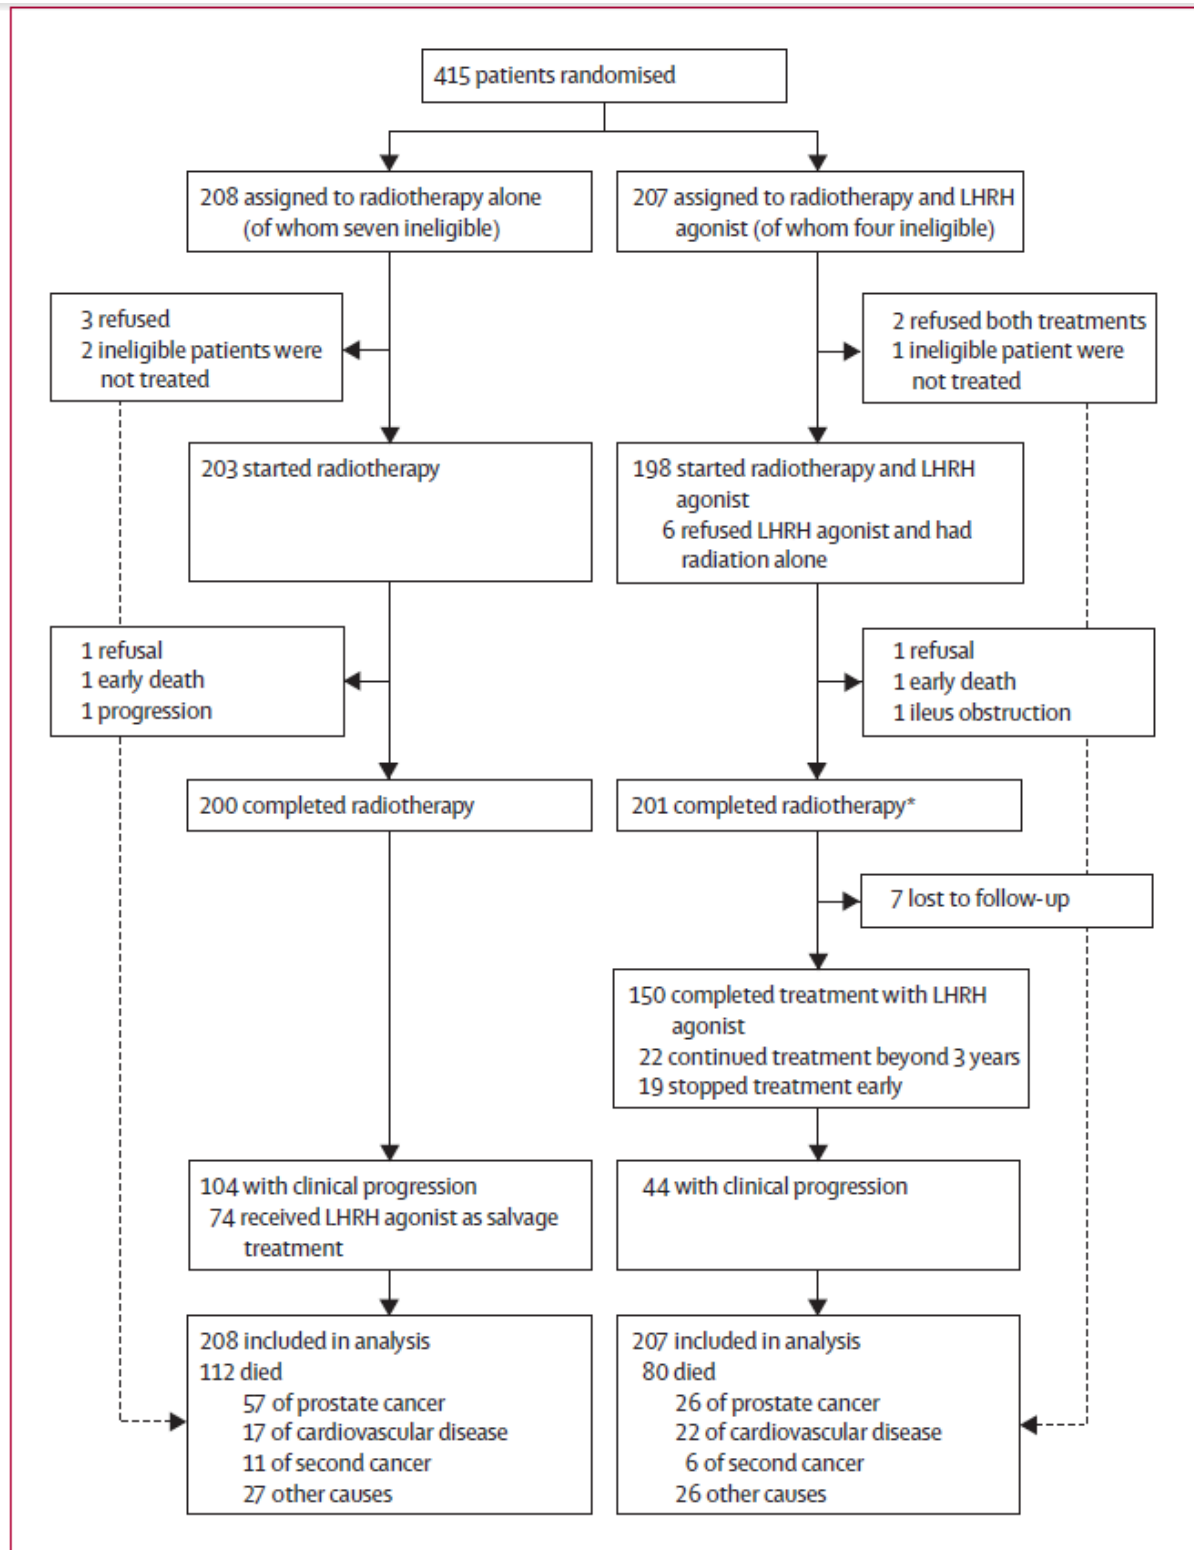 415 patients randomised
208 assigned to radiotherapy alone
(of whom seven ineligible)
207 assigned to radiotherapy and LHRH
agonist (of whom four ineligible)
3 refused
2 ineligible patients were
not treated
2 refused both treatments
1 ineligible patient were
not treated
203 started radiotherapy
198 started radiotherapy and LHRH
agonist
6 refused LHRH agonist and had
radiation alone
1 refusal
1 early death
1 progression
1 refusal
1 early death
1 ileus obstruction
200 completed radiotherapy
201 completed radiotherapy*
7 lost to follow-up
150 completed treatment with LHRH
agonist
22 continued treatment beyond 3 years
19 stopped treatment early
104 with clinical progression
74 received LHRH agonist as salvage
treatment
44 with clinical progression
208 included in analysis
112 died
57 of prostate cancer
17 of cardiovascular disease
11 of second cancer
27 other causes
207 included in analysis
80 died
26 of prostate cancer
22 of cardiovascular disease
6 of second cancer
26 other causes